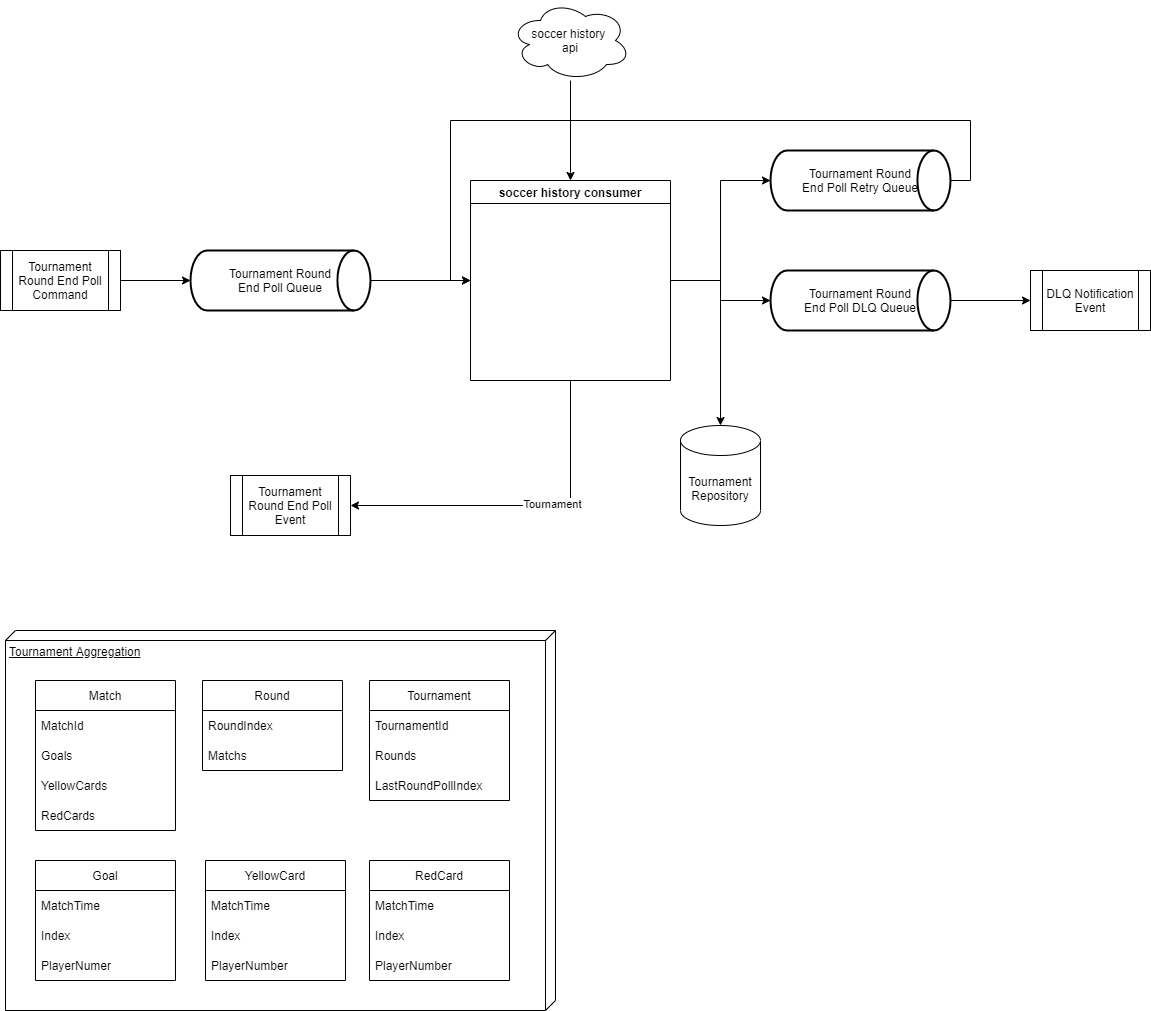 soccer history
api
Tournament Round
End Poll Retry Queue
soccer history consumer
Tournament
Round End Poll
Command
Tournament Round
End Poll Queue
Tournament Round
End Poll DLQ Queue
DLQ Notification
Event
Tournament
Repository
Tournament
Round End Poll
Event
Tournament
Tournament Aggregation
Match
MatchId
Goals
YellowCards
RedCards
Round
RoundIndex
Matchs
Tournament
TournamentId
Rounds
LastRoundPollIndex
Goal
MatchTime
Index
PlayerNumer
YellowCard
MatchTime
Index
PlayerNumber
RedCard
MatchTime
Index
PlayerNumber